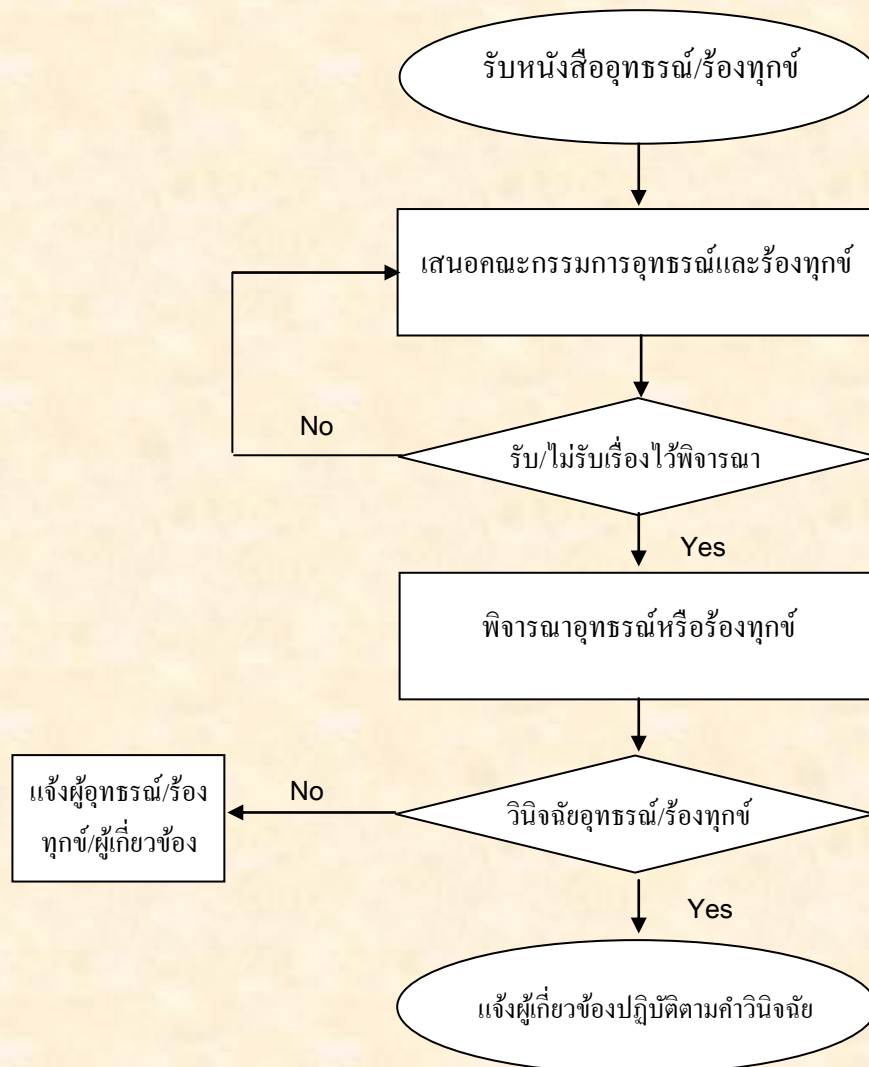 รับหนังสืออุทธรณ์/ร้องทุกข์
เสนอคณะกรรมการอุทธรณ์และร้องทุกข์
No
รับ/ไม่รับเรื่องไว้พิจารณา
Yes
พิจารณาอุทธรณ์หรือร้องทุกข์
แจ้งผู้อุทธรณ์/ร้อง
ทุกข์/ผู้เกี่ยวข้อง
No
วินิจฉัยอุทธรณ์/ร้องทุกข์
Yes
แจ้งผู้เกี่ยวข้องปฏิบัติตามคำวินิจฉัย